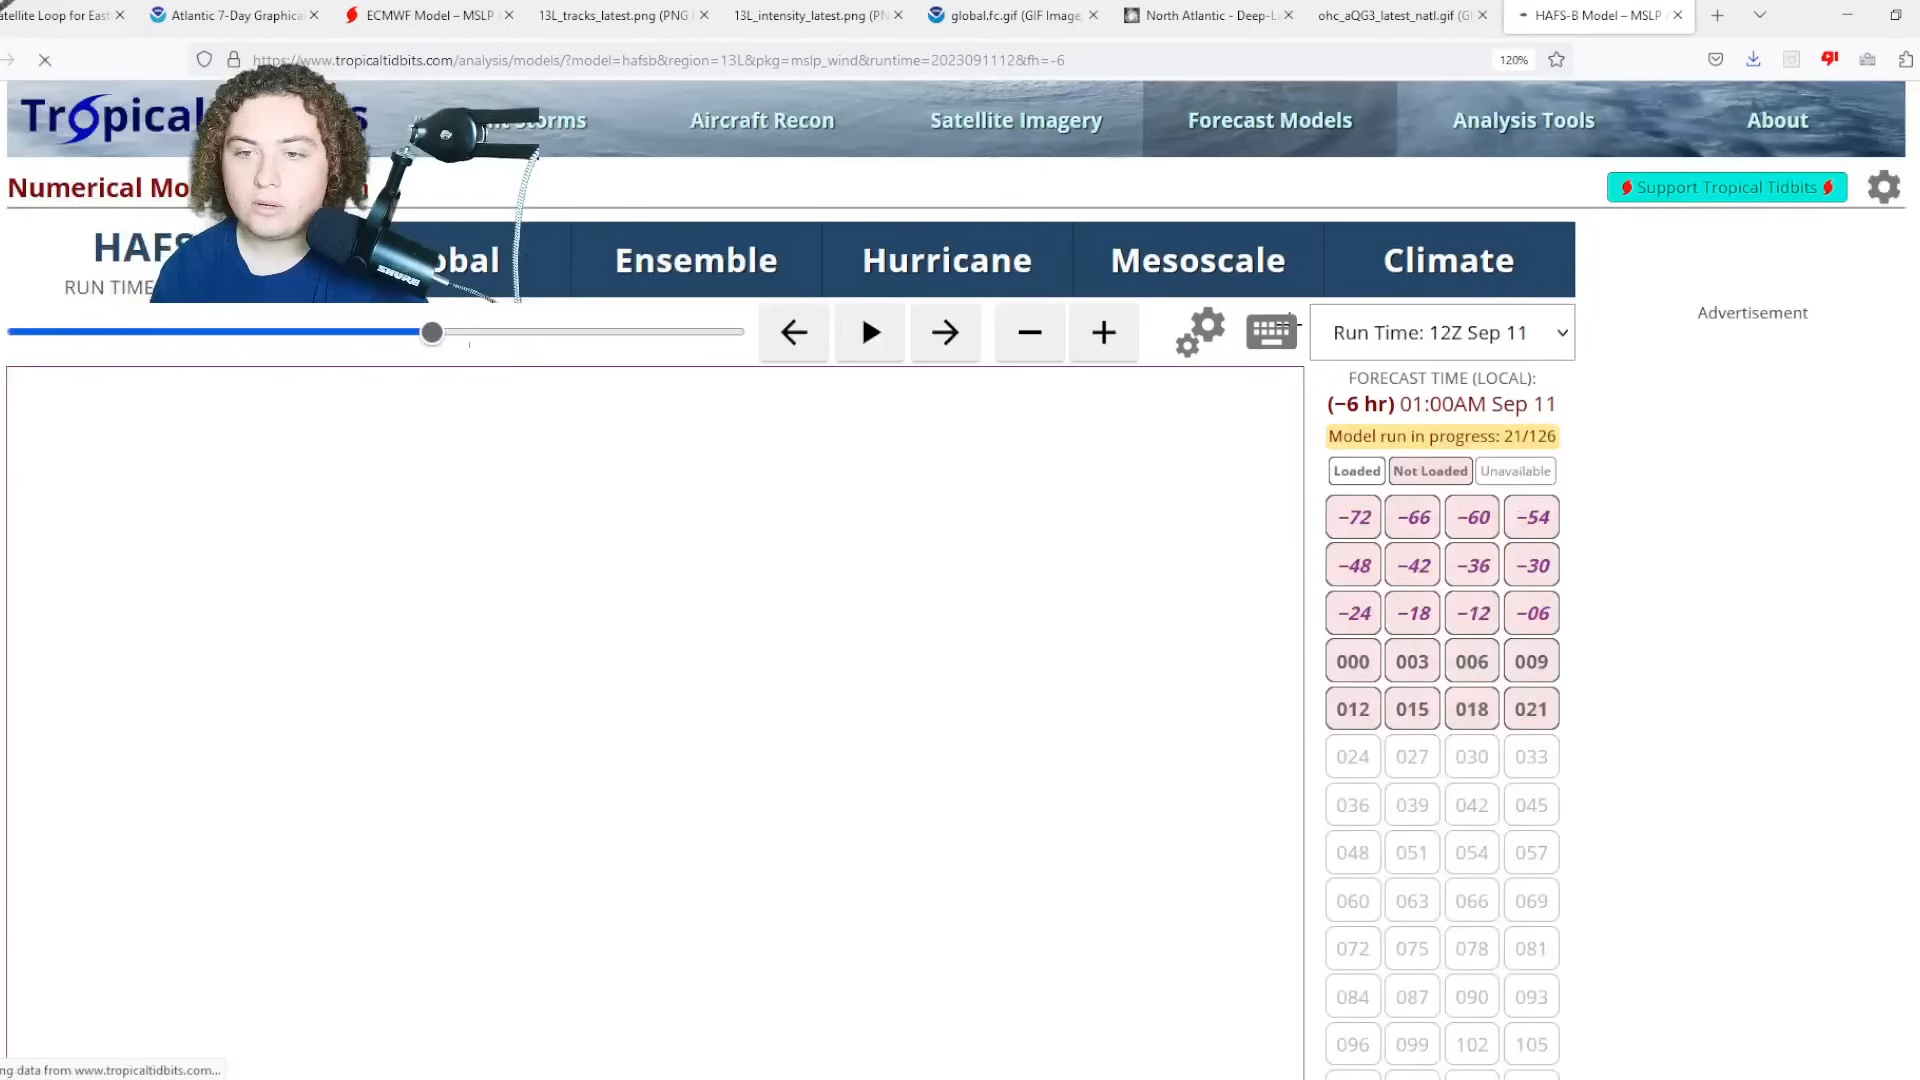 atellite Loop for East
Atlantic 7-Day Graphica
ECMWF Model – MSLP
13L_tracks_latest.png (PNG I
13L_intensity_latest.png (PN
global.fc.gif (GIF Image,
North Atlantic - Deep-L
ohc_aQG3_latest_natl.gif (G
HAFS-B Model – MSLP
https://www.tropicaltidbits.com/analysis/models/?model=hafsb&region=13L&pkg=mslp_wind&runtime=2023091112&fh=-6
120%
Tropical
s
Storms
Aircraft Recon
Satellite Imagery
Forecast Models
Analysis Tools
About
Numerical Mo
Support Tropical Tidbits
HAFS
obal
Ensemble
Hurricane
Mesoscale
Climate
RUN TIME
SHURE
Run Time: 12Z Sep 11
Advertisement
FORECAST TIME (LOCAL):
(−6 hr) 01:00AM Sep 11
Model run in progress: 21/126
Loaded Not Loaded Unavailable
−72 −66 −60 −54
−48 −42 −36 −30
−24 −18 −12 −06
000 003 006 009
012 015 018 021
024 027 030 033
036 039 042 045
048 051 054 057
060 063 066 069
072 075 078 081
084 087 090 093
096 099 102 105
ng data from www.tropicaltidbits.com...